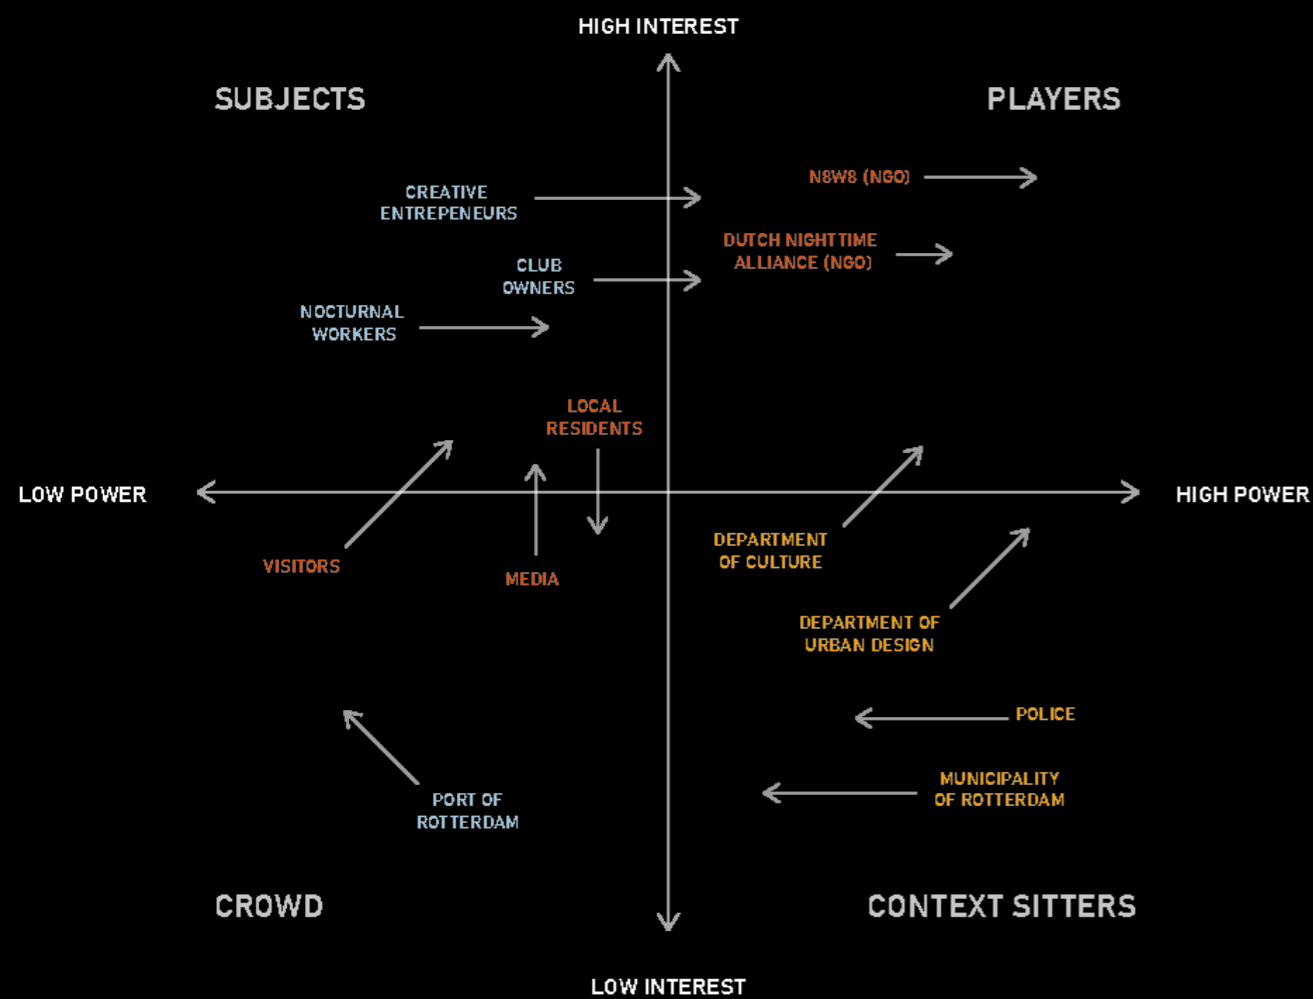 HIGH INTEREST
SUBJECTS
PLAYERS
N8W8 (NGO)
CREATIVE
ENTREPENEURS
DUTCH NIGHTTIME
ALLIANCE (NGO)
CLUB
OWNERS
NOCTURNAL
WORKERS
LOCAL
RESIDENTS
LOW POWER
HIGH POWER
VISITORS
MEDIA
DEPARTMENT
OF CULTURE
DEPARTMENT OF
URBAN DESIGN
POLICE
MUNICIPALITY
OF ROTTERDAM
PORT OF
ROTTERDAM
CROWD
CONTEXT SITTERS
LOW INTEREST